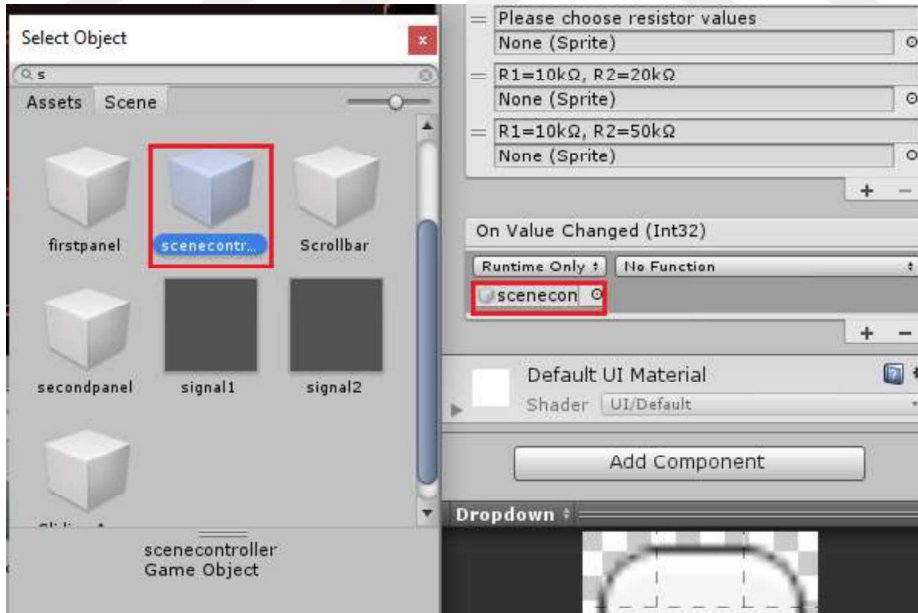 Select Object
x
s
Assets Scene
firstpanel scenecontr... Scrollbar
secondpanel signal1 signal2
scenecontroller
Game Object
Please choose resistor values
None (Sprite)
R1=10kΩ, R2=20kΩ
None (Sprite)
R1=10kΩ, R2=50kΩ
None (Sprite)
+ -
On Value Changed (Int32)
Runtime Only No Function
scenecon
+ -
Default UI Material
Shader UI/Default
Add Component
Dropdown